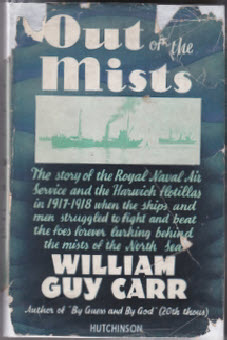 Out of the
Mists
The story of the Royal Naval Air
Service and the Harwich flotillas
in 1917-1918 when the ships and
men struggled to fight and beat
the foes forever lurking behind
the mists of the North Sea
WILLIAM
GUY CARR
Author of "By Guess and By God" (20th thous)
HUTCHINSON